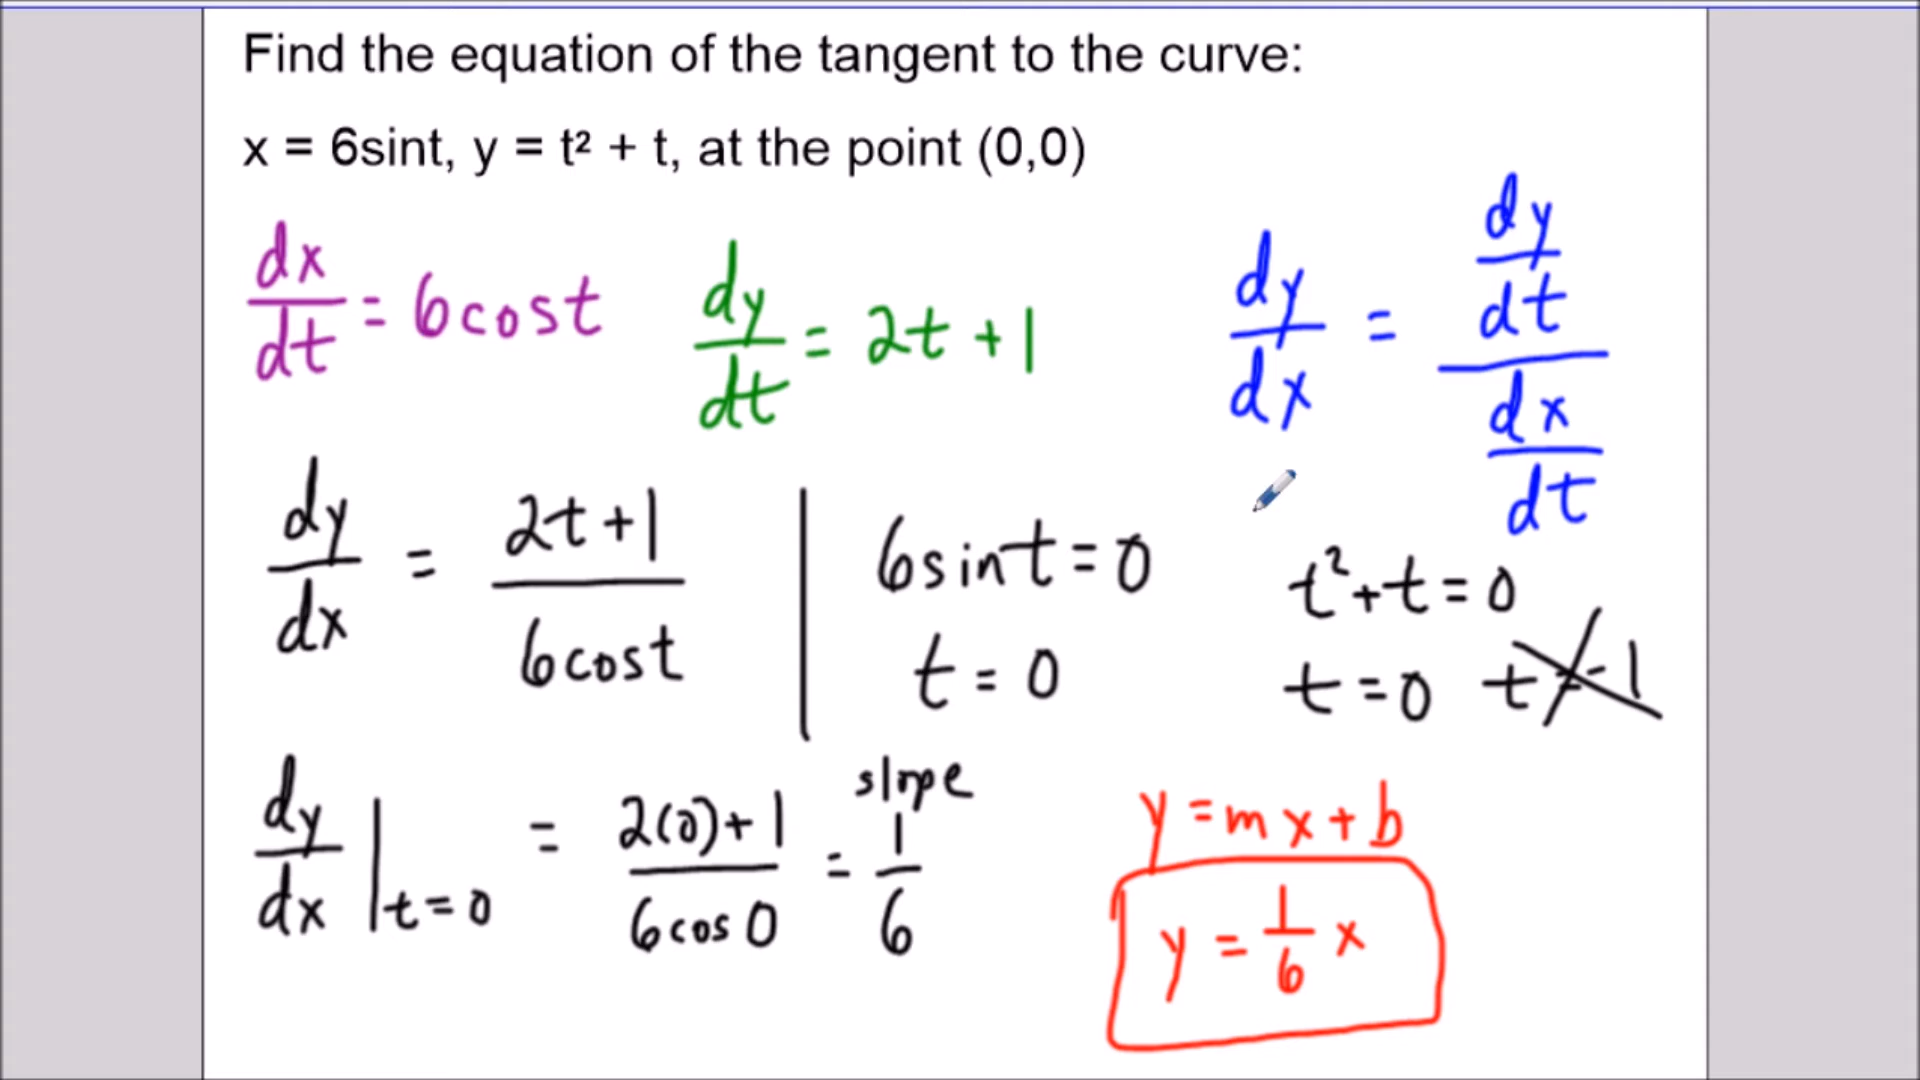 Find the equation of the tangent to the curve:
x = 6sint, y = t² + t, at the point (0,0)
dx/dt = 6cost
dy/dt = 2t+1
dy/dx = (dy/dt)/(dx/dt)
dy/dx = (2t+1)/(6cost)
6sint=0
t=0
t²+t=0
t=0 t=-1
dy/dx | t=0 = (2(0)+1)/(6cos0) = 1/6
slope
y=mx+b
y=1/6 x